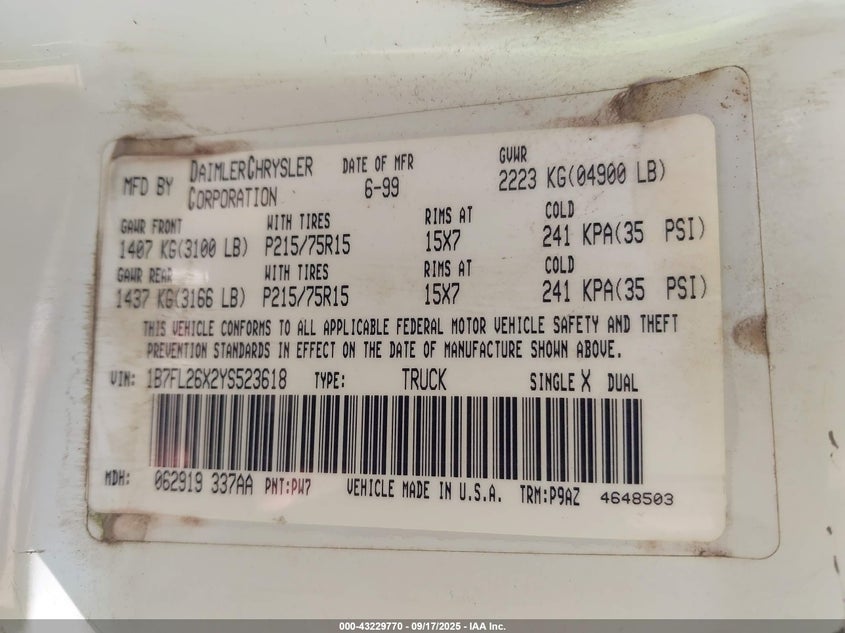 MFD BY DAIMLERCHRYSLER CORPORATION DATE OF MFR 6-99 GVWR 2223 KG(04900 LB)
GAWR FRONT WITH TIRES RIMS AT COLD
1407 KG(3100 LB) P215/75R15 15X7 241 KPA(35 PSI)
GAWR REAR WITH TIRES RIMS AT COLD
1437 KG(3166 LB) P215/75R15 15X7 241 KPA(35 PSI)
THIS VEHICLE CONFORMS TO ALL APPLICABLE FEDERAL MOTOR VEHICLE SAFETY AND THEFT
PREVENTION STANDARDS IN EFFECT ON THE DATE OF MANUFACTURE SHOWN ABOVE.
VIN: 1B7FL26X2YS523618 TYPE: TRUCK SINGLE X DUAL
MDH: 062919 337AA PNT:PW7 VEHICLE MADE IN U.S.A. TRM:P9AZ 4648503
000-43229770 - 09/17/2025 - IAA Inc.